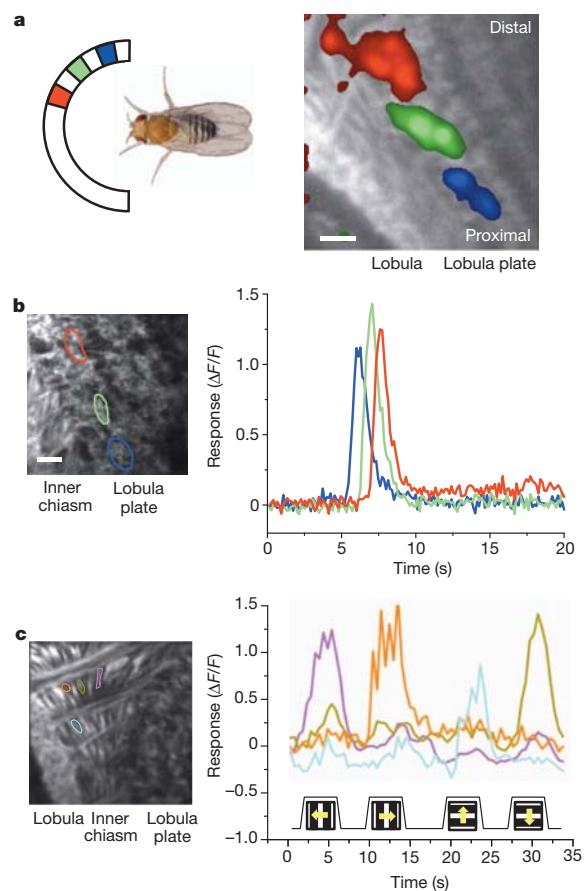 a
Distal
Proximal
Lobula Lobula plate
b
Inner chiasm
Lobula plate
Response (ΔF/F)
1.5
1.0
0.5
0
0 5 10 15 20
Time (s)
c
Lobula Inner chiasm Lobula plate
Response (ΔF/F)
1.5
1.0
0.5
0
−0.5
−1.0
0 5 10 15 20 25 30 35
Time (s)